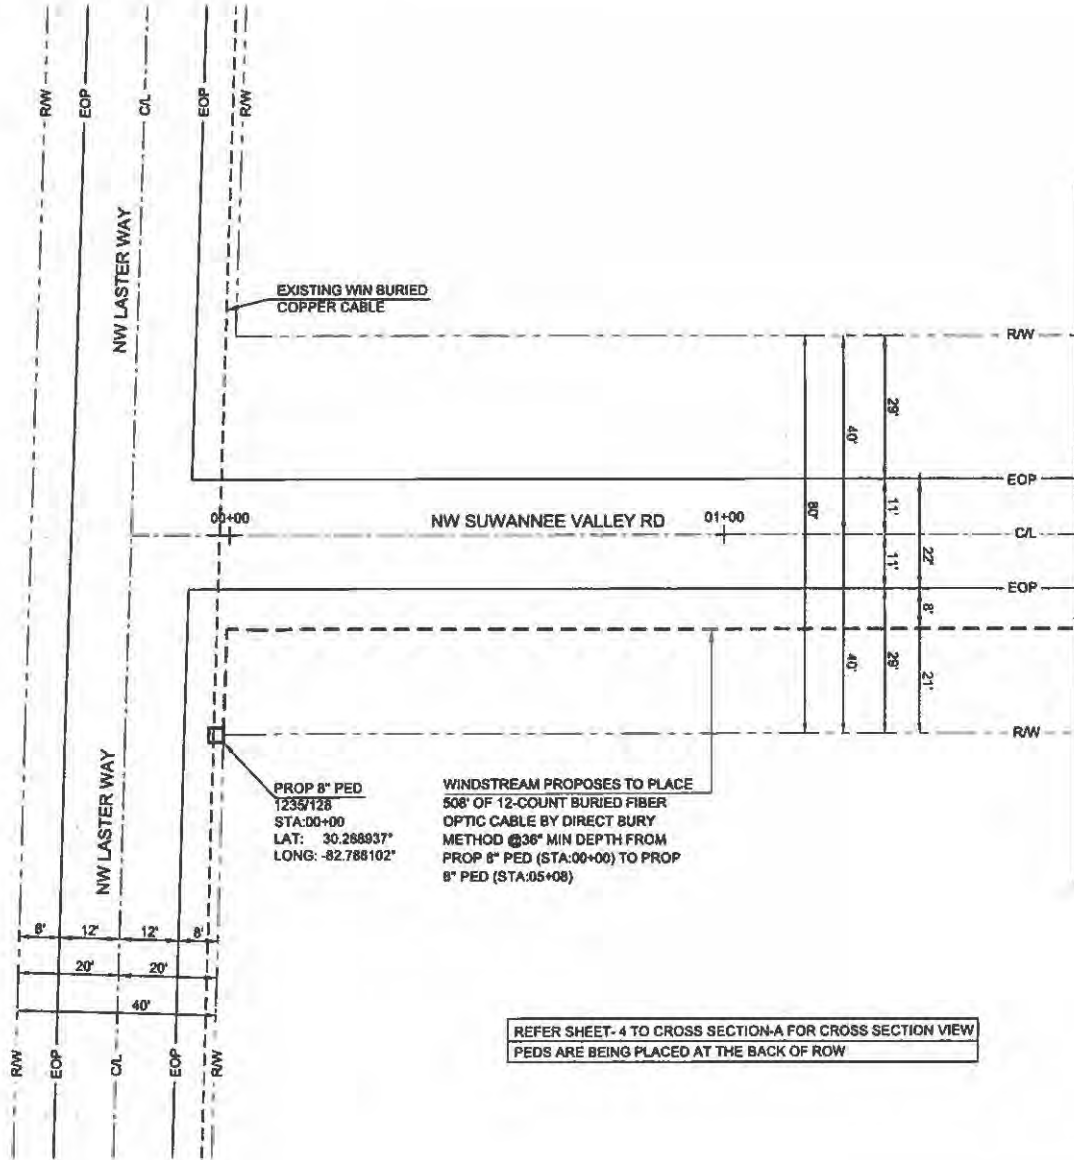 R/W
EOP
C/L
EOP
R/W
NW LASTER WAY
EXISTING WIN BURIED
COPPER CABLE
R/W
29'
40'
80'
EOP
00+00
NW SUWANNEE VALLEY RD
01+00
11'
C/L
11'
22'
EOP
8'
40'
29'
21'
R/W
NW LASTER WAY
PROP 8" PED
1235/128
STA:00+00
LAT: 30.288937°
LONG: -82.788102°
WINDSTREAM PROPOSES TO PLACE
508' OF 12-COUNT BURIED FIBER
OPTIC CABLE BY DIRECT BURY
METHOD @36" MIN DEPTH FROM
PROP 8" PED (STA:00+00) TO PROP
8" PED (STA:05+08)
8'
12'
12'
8'
20'
20'
40'
REFER SHEET- 4 TO CROSS SECTION-A FOR CROSS SECTION VIEW
PEDS ARE BEING PLACED AT THE BACK OF ROW
R/W
EOP
C/L
EOP
R/W